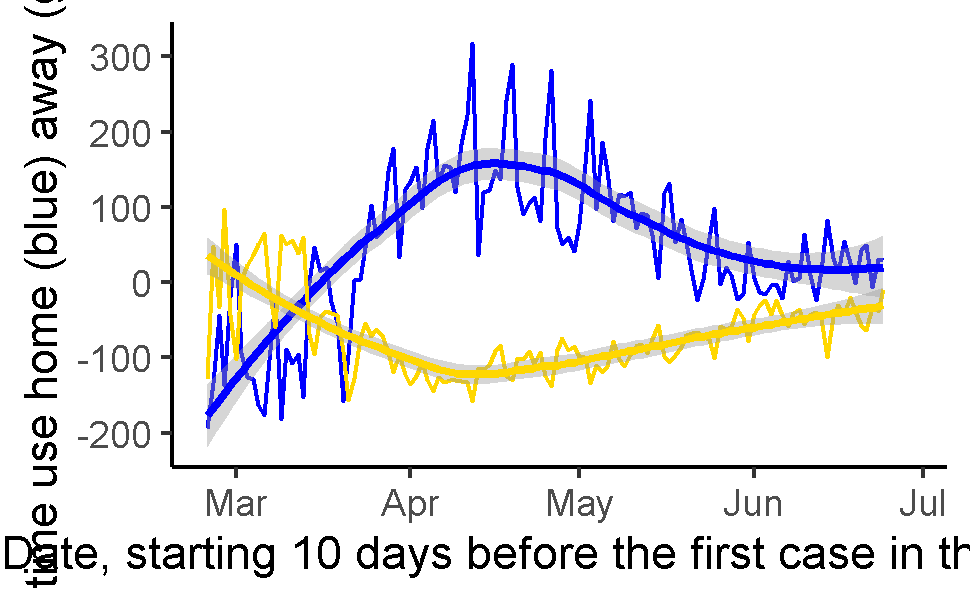 time use home (blue) away (
300
200
100
0
-100
-200
Mar Apr May Jun Jul
Date, starting 10 days before the first case in th